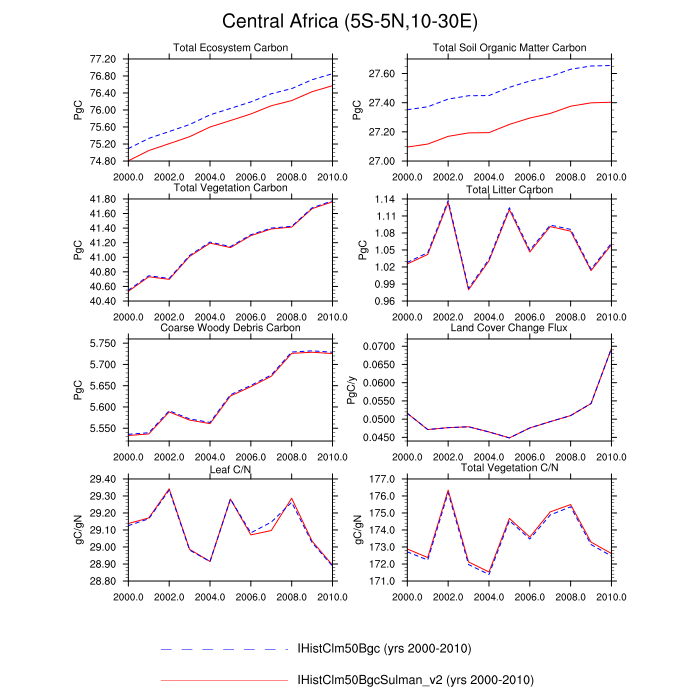 Central Africa (5S-5N,10-30E)
Total Ecosystem Carbon
PgC
77.20
76.80
76.40
76.00
75.60
75.20
74.80
2000.0 2002.0 2004.0 2006.0 2008.0 2010.0
Total Soil Organic Matter Carbon
PgC
27.60
27.40
27.20
27.00
2000.0 2002.0 2004.0 2006.0 2008.0 2010.0
Total Vegetation Carbon
PgC
41.80
41.60
41.40
41.20
41.00
40.80
40.60
40.40
2000.0 2002.0 2004.0 2006.0 2008.0 2010.0
Total Litter Carbon
PgC
1.14
1.11
1.08
1.05
1.02
0.99
0.96
2000.0 2002.0 2004.0 2006.0 2008.0 2010.0
Coarse Woody Debris Carbon
PgC
5.750
5.700
5.650
5.600
5.550
2000.0 2002.0 2004.0 2006.0 2008.0 2010.0
Land Cover Change Flux
PgC/y
0.0700
0.0650
0.0600
0.0550
0.0500
0.0450
2000.0 2002.0 2004.0 2006.0 2008.0 2010.0
Leaf C/N
gC/gN
29.40
29.30
29.20
29.10
29.00
28.90
28.80
2000.0 2002.0 2004.0 2006.0 2008.0 2010.0
Total Vegetation C/N
gC/gN
177.0
176.0
175.0
174.0
173.0
172.0
171.0
2000.0 2002.0 2004.0 2006.0 2008.0 2010.0
IHistClm50Bgc (yrs 2000-2010)
IHistClm50BgcSulman_v2 (yrs 2000-2010)